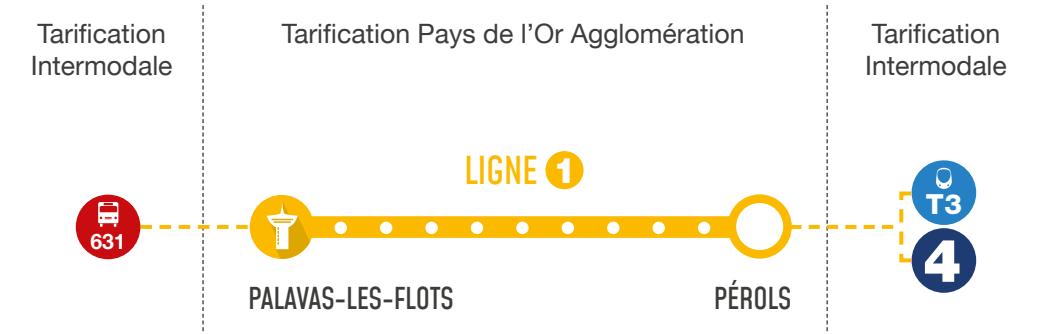 Tarification
Intermodale
Tarification Pays de l'Or Agglomération
Tarification
Intermodale
LIGNE 1
631
T3
4
PALAVAS-LES-FLOTS
PÉROLS